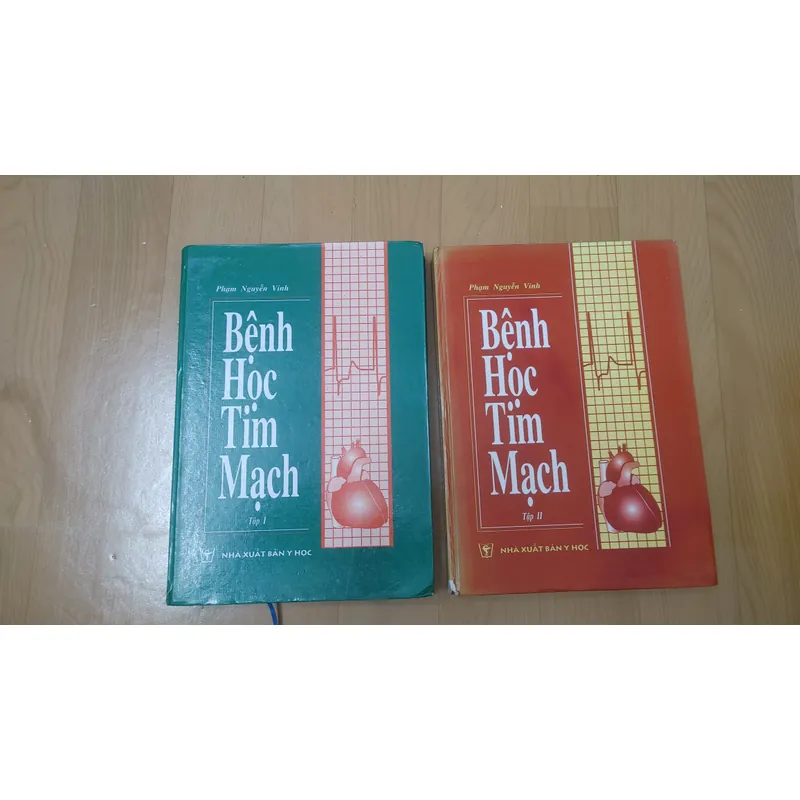 Phạm Nguyễn Vinh
Bệnh
Học
Tim
Mạch
Tập I
NHÀ XUẤT BẢN Y HỌC
Phạm Nguyễn Vinh
Bệnh
Học
Tim
Mạch
Tập II
NHÀ XUẤT BẢN Y HỌC